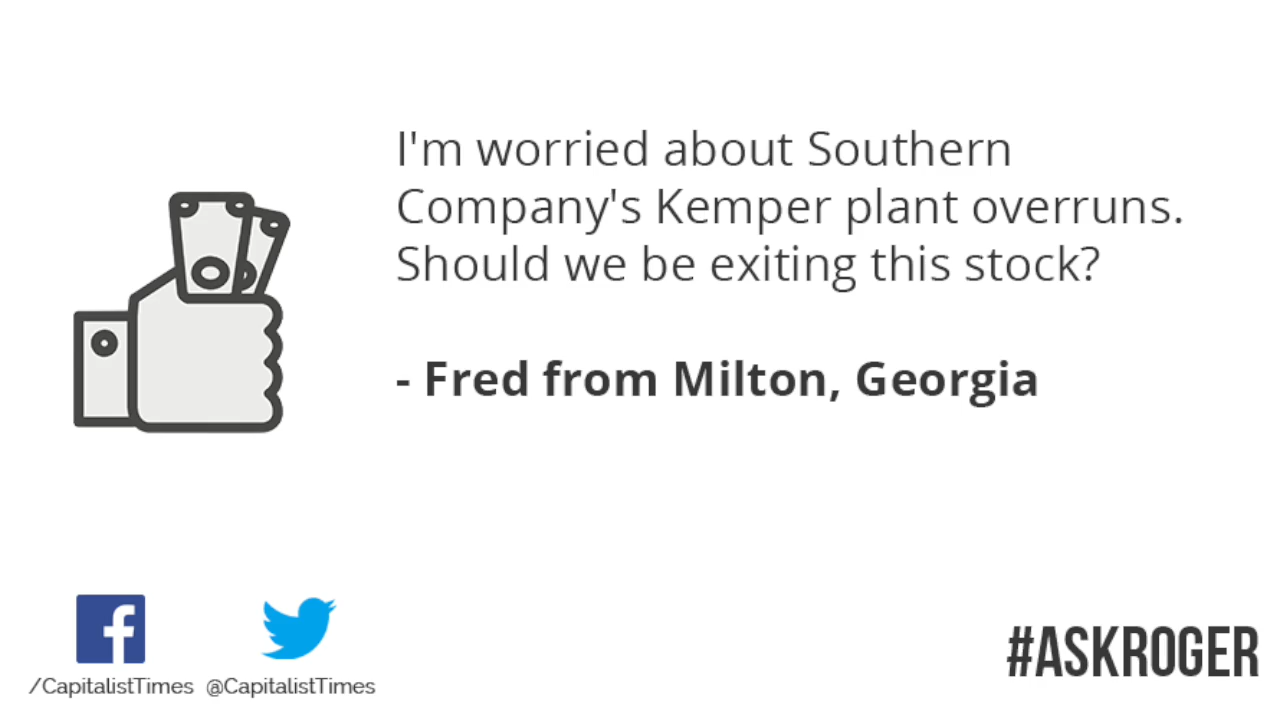 I'm worried about Southern
Company's Kemper plant overruns.
Should we be exiting this stock?
- Fred from Milton, Georgia
/CapitalistTimes @CapitalistTimes
#ASKROGER